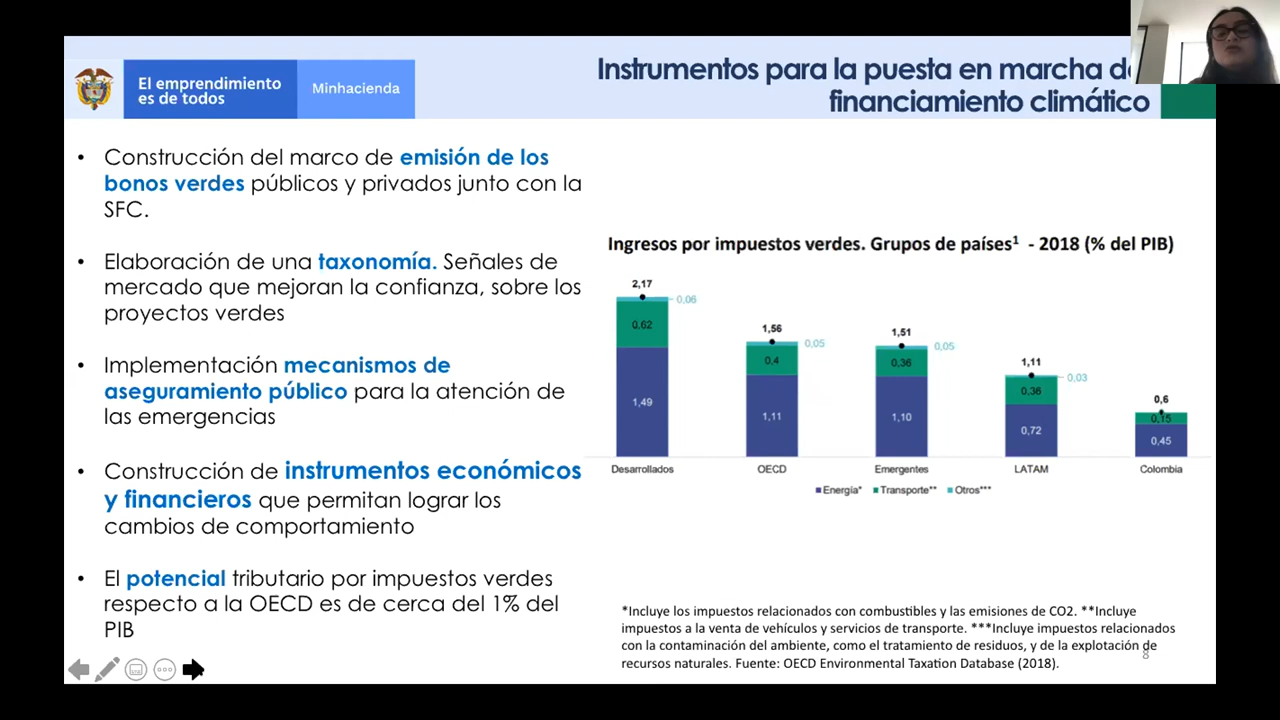 El emprendimiento
es de todos
Minhacienda
Instrumentos para la puesta en marcha
financiamiento climático
• Construcción del marco de emisión de los
bonos verdes públicos y privados junto con la
SFC.
• Elaboración de una taxonomía. Señales de
mercado que mejoran la confianza, sobre los
proyectos verdes
• Implementación mecanismos de
aseguramiento público para la atención de
las emergencias
• Construcción de instrumentos económicos
y financieros que permitan lograr los
cambios de comportamiento
• El potencial tributario por impuestos verdes
respecto a la OECD es de cerca del 1% del
PIB
Ingresos por impuestos verdes. Grupos de países¹ - 2018 (% del PIB)
2,17
0,06
0.62
1,49
1,56
0,05
0,4
1,11
1,51
0,05
0,36
1,10
1,11
0,03
0,36
0,72
0,6
0,15
0,45
Desarrollados
OECD
Emergentes
LATAM
Colombia
Energía*
Transporte**
Otros***
*Incluye los impuestos relacionados con combustibles y las emisiones de CO2. **Incluye
impuestos a la venta de vehículos y servicios de transporte. ***Incluye impuestos relacionados
con la contaminación del ambiente, como el tratamiento de residuos, y de la explotación de
recursos naturales. Fuente: OECD Environmental Taxation Database (2018).
8